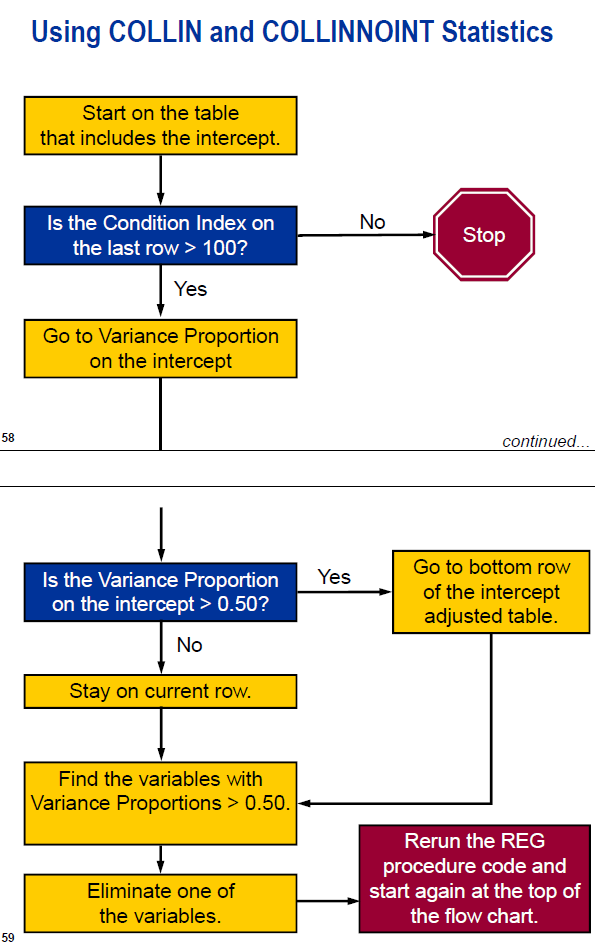 Using COLLIN and COLLINNOINT Statistics
Start on the table
that includes the intercept.
Is the Condition Index on
the last row > 100?
No
Stop
Yes
Go to Variance Proportion
on the intercept
58
continued...
Is the Variance Proportion
on the intercept > 0.50?
Yes
Go to bottom row
of the intercept
adjusted table.
No
Stay on current row.
Find the variables with
Variance Proportions > 0.50.
Eliminate one of
the variables.
Rerun the REG
procedure code and
start again at the top of
the flow chart.
59